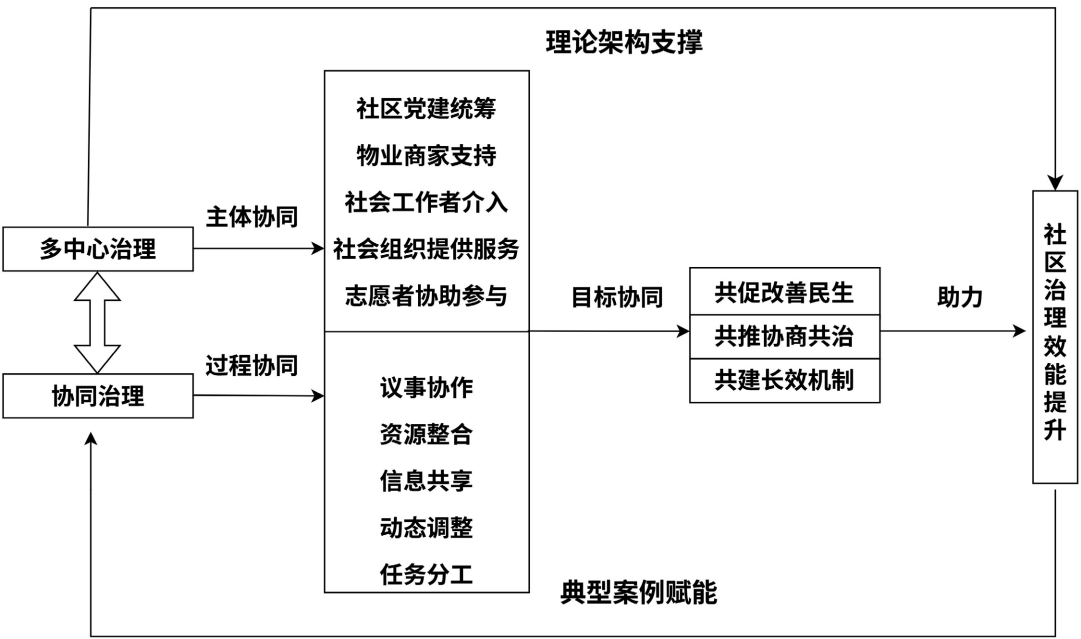 理论架构支撑
社区党建统筹
物业商家支持
社会工作者介入
社会组织提供服务
志愿者协助参与
主体协同
多中心治理
过程协同
协同治理
议事协作
资源整合
信息共享
动态调整
任务分工
目标协同
共促改善民生
共推协商共治
共建长效机制
助力
社区治理效能提升
典型案例赋能